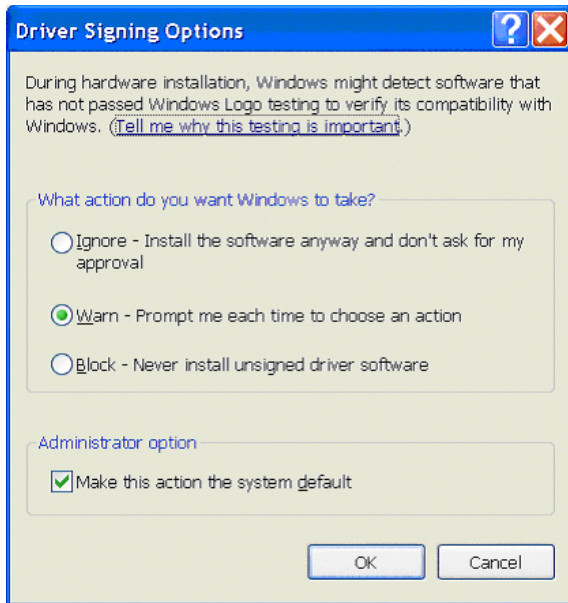 Driver Signing Options
During hardware installation, Windows might detect software that
has not passed Windows Logo testing to verify its compatibility with
Windows. (Tell me why this testing is important.)
What action do you want Windows to take?
Ignore - Install the software anyway and don't ask for my
approval
Warn - Prompt me each time to choose an action
Block - Never install unsigned driver software
Administrator option
Make this action the system default
OK
Cancel